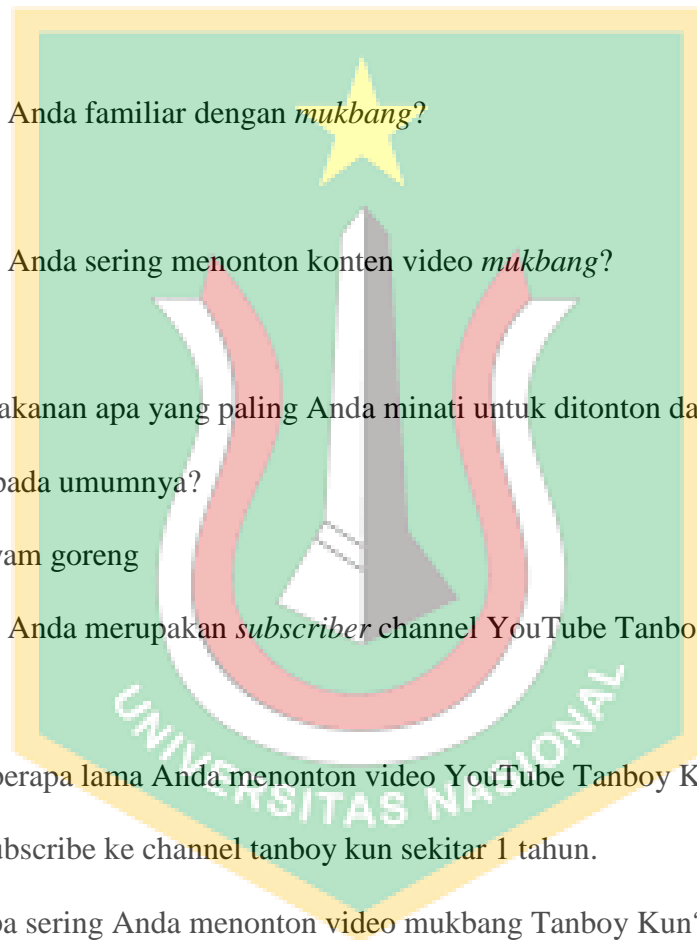 Anda familiar dengan mukbang?
Anda sering menonton konten video mukbang?
akanan apa yang paling Anda minati untuk ditonton da
pada umumnya?
yam goreng
Anda merupakan subscriber channel YouTube Tanbo
berapa lama Anda menonton video YouTube Tanboy K
ubscribe ke channel tanboy kun sekitar 1 tahun.
pa sering Anda menonton video mukbang Tanboy Kun‘
UNIVERSITAS NASIONAL